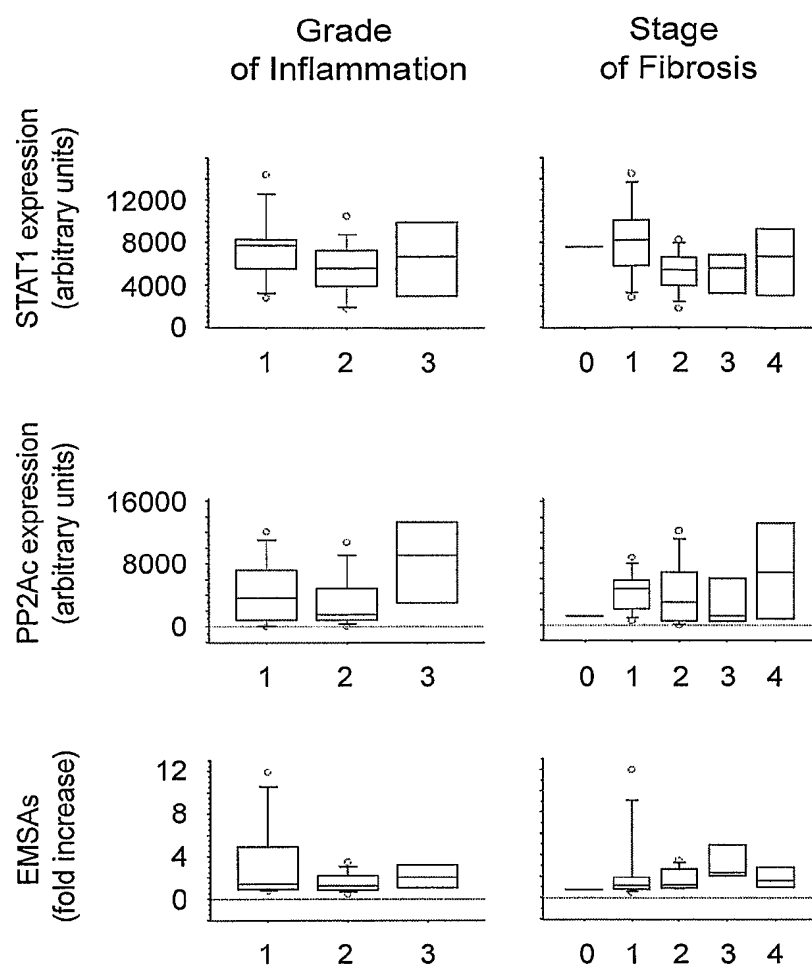 Grade
of Inflammation
Stage
of Fibrosis
STAT1 expression
(arbitrary units)
12000
8000
4000
0
1 2 3
0 1 2 3 4
PP2Ac expression
(arbitrary units)
16000
8000
0
1 2 3
0 1 2 3 4
EMSAs
(fold increase)
12
8
4
0
1 2 3
0 1 2 3 4